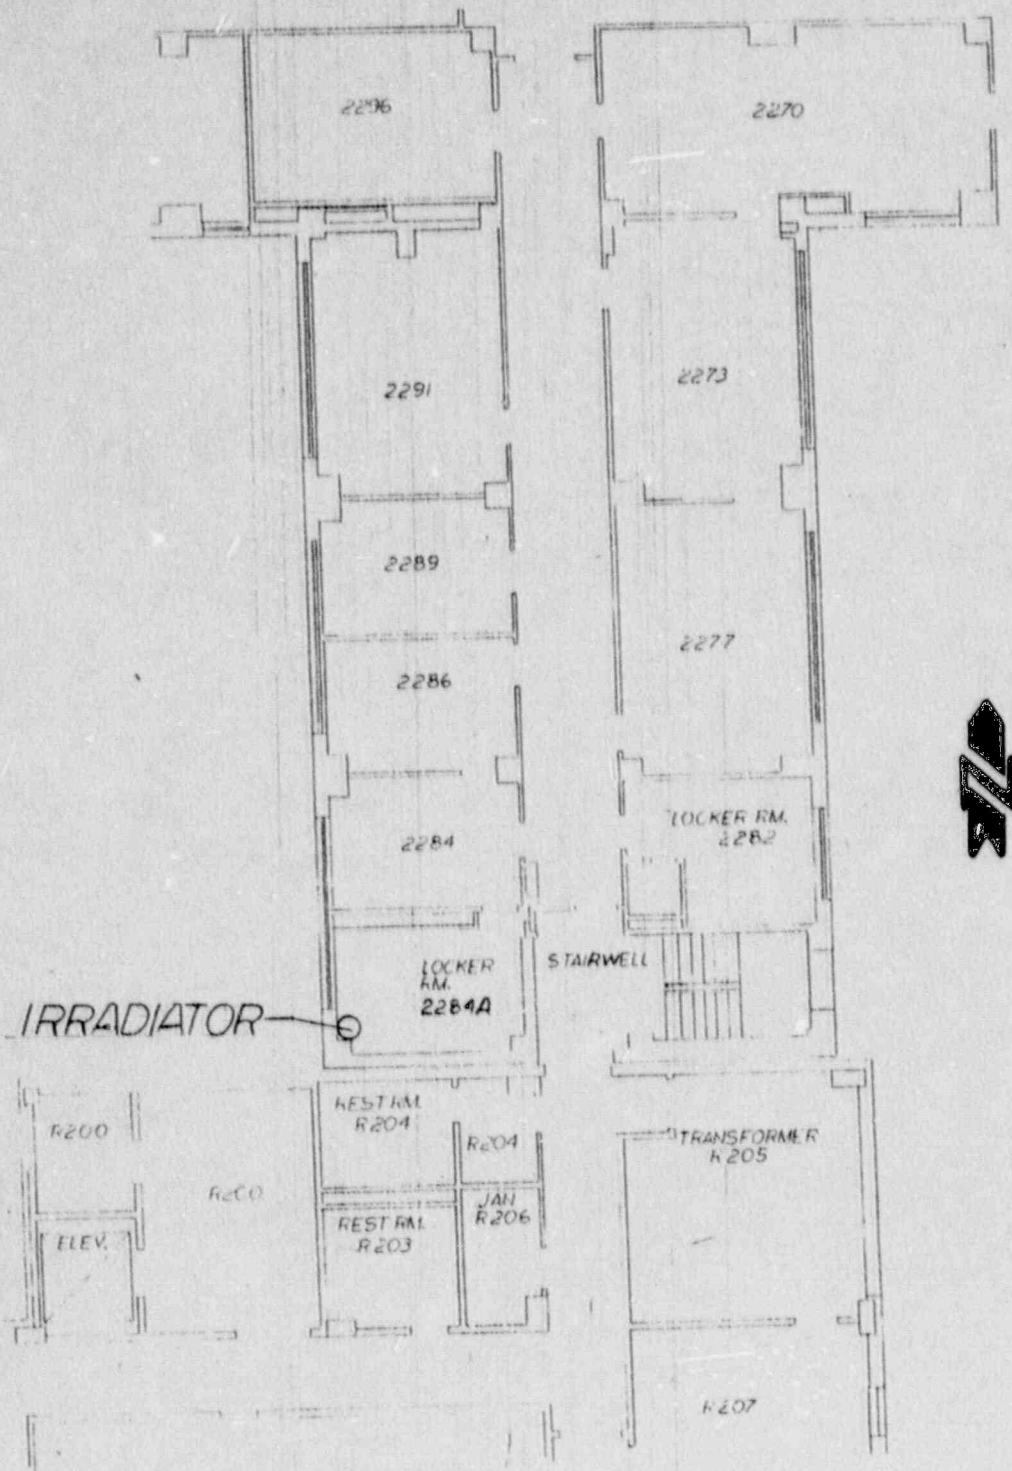 2296
2270
2291
2273
2289
2277
2286
2284
LOCKER RM.
2282
LOCKER
RM.
2284A
STAIRWELL
IRRADIATOR
REST RM.
R204
R200
R204
TRANSFORMER
R205
R200
JAN
R206
REST RM.
R203
ELEV.
R207